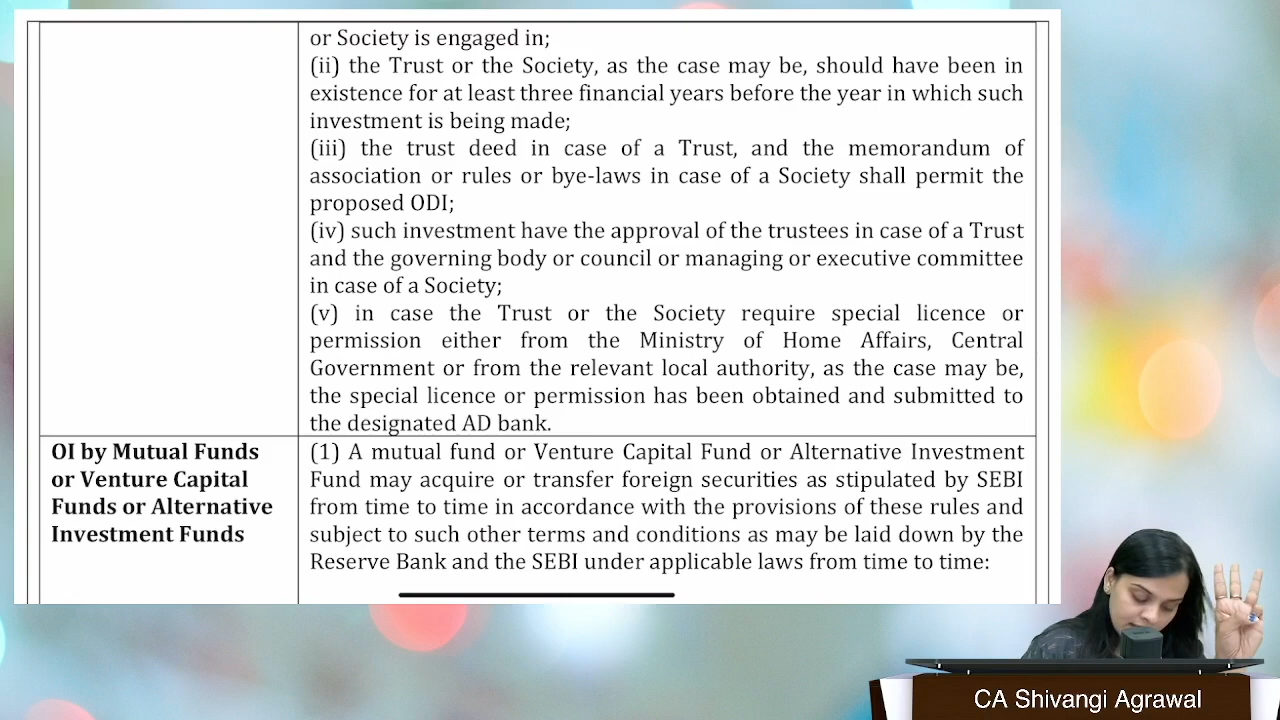 or Society is engaged in;
(ii) the Trust or the Society, as the case may be, should have been in
existence for at least three financial years before the year in which such
investment is being made;
(iii) the trust deed in case of a Trust, and the memorandum of
association or rules or bye-laws in case of a Society shall permit the
proposed ODI;
(iv) such investment have the approval of the trustees in case of a Trust
and the governing body or council or managing or executive committee
in case of a Society;
(v) in case the Trust or the Society require special licence or
permission either from the Ministry of Home Affairs, Central
Government or from the relevant local authority, as the case may be,
the special licence or permission has been obtained and submitted to
the designated AD bank.
OI by Mutual Funds
or Venture Capital
Funds or Alternative
Investment Funds
(1) A mutual fund or Venture Capital Fund or Alternative Investment
Fund may acquire or transfer foreign securities as stipulated by SEBI
from time to time in accordance with the provisions of these rules and
subject to such other terms and conditions as may be laid down by the
Reserve Bank and the SEBI under applicable laws from time to time:
CA Shivangi Agrawal